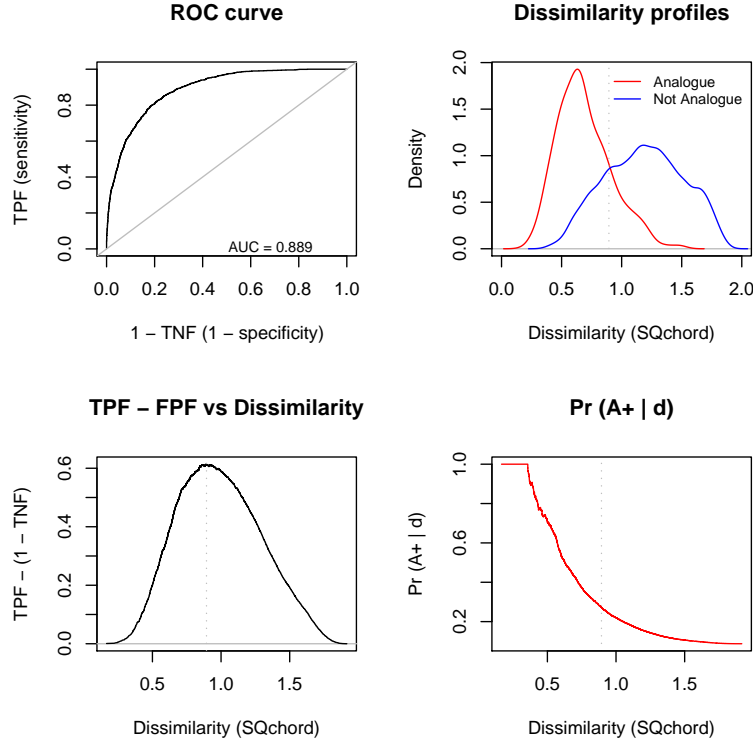 ROC curve
TPF (sensitivity)
0.0 0.4 0.8
AUC = 0.889
0.0 0.2 0.4 0.6 0.8 1.0
1 − TNF (1 − specificity)
Dissimilarity profiles
Density
0.0 0.5 1.0 1.5 2.0
Analogue
Not Analogue
0.0 0.5 1.0 1.5 2.0
Dissimilarity (SQchord)
TPF − FPF vs Dissimilarity
TPF − (1 − TNF)
0.0 0.2 0.4 0.6
0.5 1.0 1.5
Dissimilarity (SQchord)
Pr (A+ | d)
Pr (A+ | d)
0.2 0.6 1.0
0.5 1.0 1.5
Dissimilarity (SQchord)